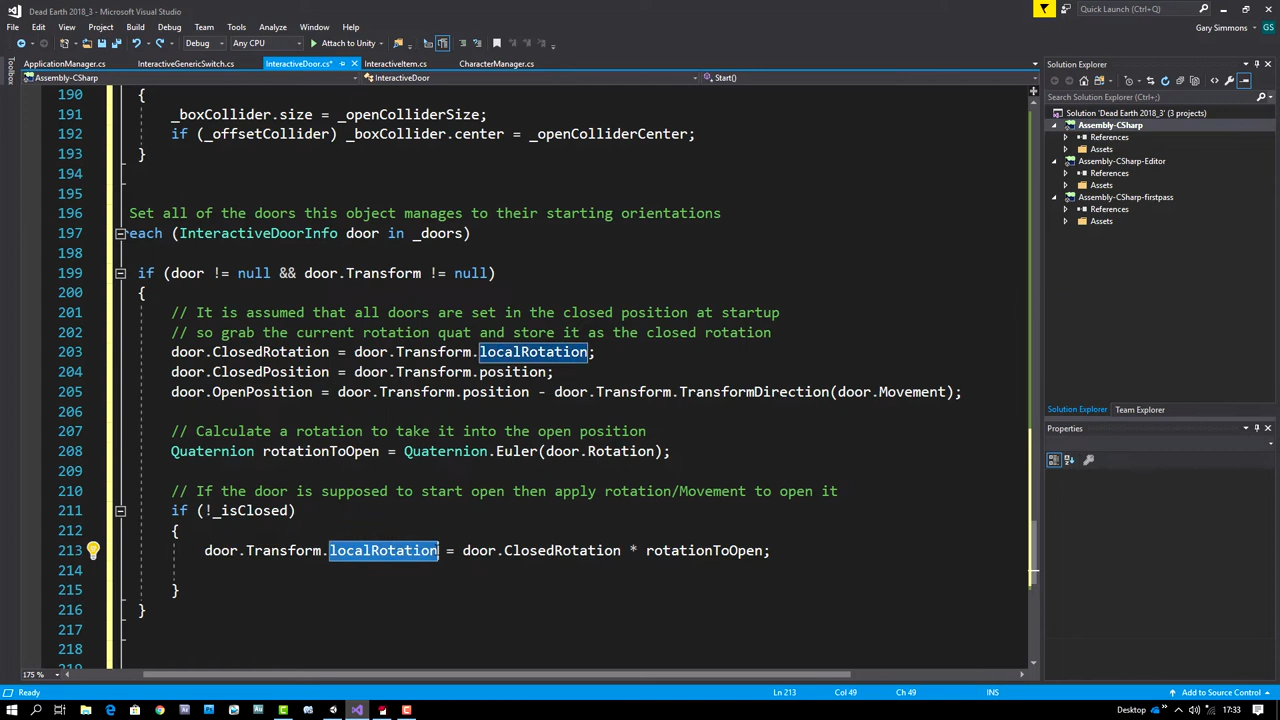 Dead Earth 2018_3 - Microsoft Visual Studio
Quick Launch (Ctrl+Q)
File Edit View Project Build Debug Team Tools Analyze Window Help
Gary Simmons GS
Debug Any CPU Attach to Unity
Toolbox
ApplicationManager.cs InteractiveGenericSwitch.cs InteractiveDoor.cs* InteractiveItem.cs CharacterManager.cs
Assembly-CSharp InteractiveDoor Start()
190 {
191 _boxCollider.size = _openColliderSize;
192 if (_offsetCollider) _boxCollider.center = _openColliderCenter;
193 }
194
195
196 Set all of the doors this object manages to their starting orientations
197 reach (InteractiveDoorInfo door in _doors)
198
199 if (door != null && door.Transform != null)
200 {
201 // It is assumed that all doors are set in the closed position at startup
202 // so grab the current rotation quat and store it as the closed rotation
203 door.ClosedRotation = door.Transform.localRotation;
204 door.ClosedPosition = door.Transform.position;
205 door.OpenPosition = door.Transform.position - door.Transform.TransformDirection(door.Movement);
206
207 // Calculate a rotation to take it into the open position
208 Quaternion rotationToOpen = Quaternion.Euler(door.Rotation);
209
210 // If the door is supposed to start open then apply rotation/Movement to open it
211 if (!_isClosed)
212 {
213 door.Transform.localRotation = door.ClosedRotation * rotationToOpen;
214
215 }
216 }
217
218
219
175 %
Solution Explorer
Search Solution Explorer (Ctrl+;)
Solution 'Dead Earth 2018_3' (3 projects)
Assembly-CSharp
References
Assets
Assembly-CSharp-Editor
References
Assets
Assembly-CSharp-firstpass
References
Assets
Solution Explorer Team Explorer
Properties
Ready Ln 213 Col 49 Ch 49 INS Add to Source Control
Desktop 17:33